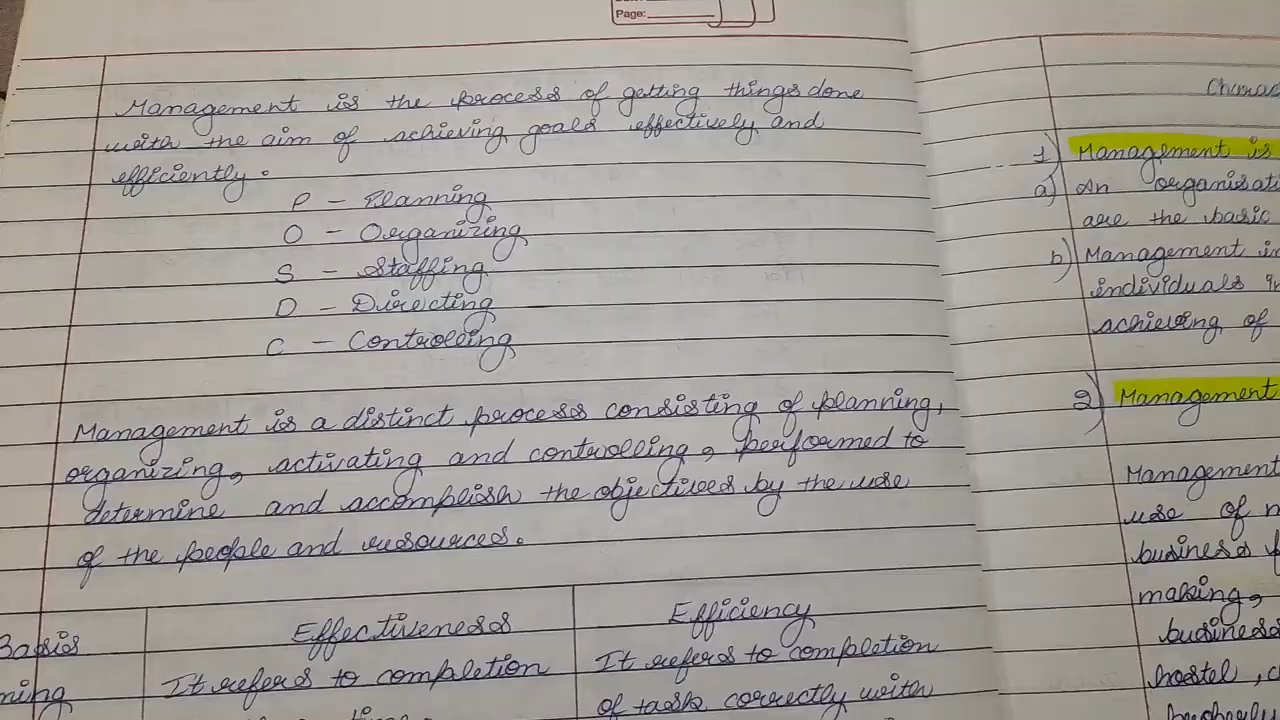 Page:
Management is the process of getting things done
with the aim of achieving goals effectively and
efficiently.
P - Planning
O - Organizing
S - Staffing
D - Directing
C - Controlling
Management is a distinct process consisting of planning,
organizing, activating and controlling, performed to
determine and accomplish the objectives by the use
of the people and resources.
Basis Effectiveness Efficiency
It refers to completion It refers to completion
of task correctly with
1) Management is
a) An
are the basic
b) Management
individuals
achieving of
2) Management
Management
use of
business
making,
business
hostel,